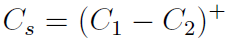 C_s = (C_1 − C_2)^+